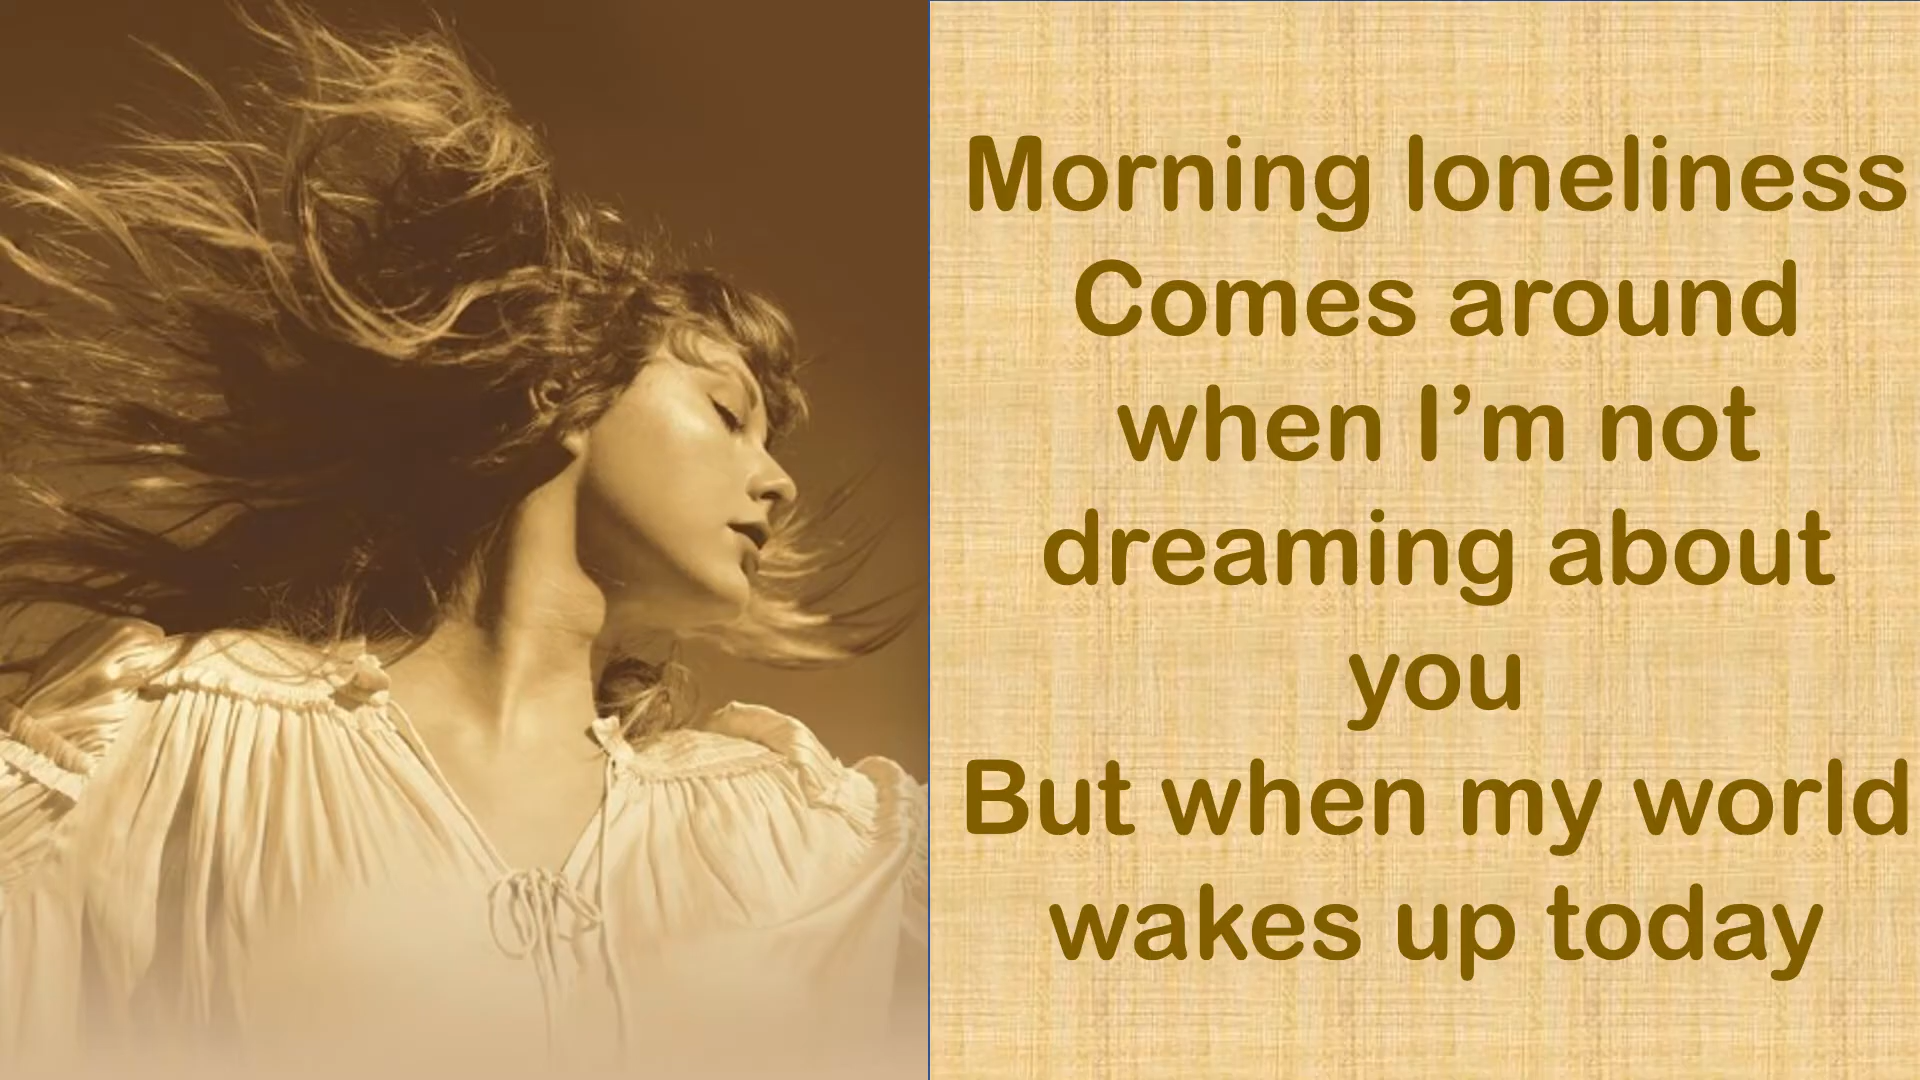 Morning loneliness
Comes around
when I’m not
dreaming about
you
But when my world
wakes up today